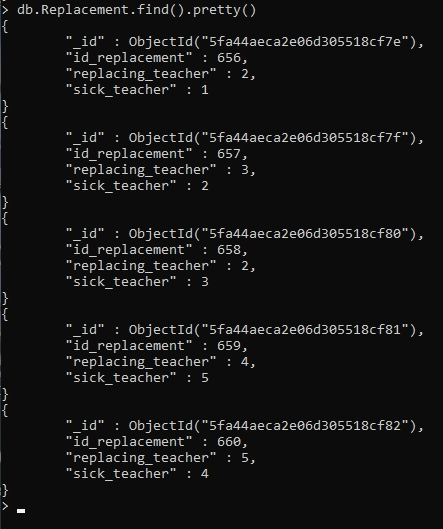 > db.Replacement.find().pretty()
{
        "_id" : ObjectId("5fa44aeca2e06d305518cf7e"),
        "id_replacement" : 656,
        "replacing_teacher" : 2,
        "sick_teacher" : 1
}
{
        "_id" : ObjectId("5fa44aeca2e06d305518cf7f"),
        "id_replacement" : 657,
        "replacing_teacher" : 3,
        "sick_teacher" : 2
}
{
        "_id" : ObjectId("5fa44aeca2e06d305518cf80"),
        "id_replacement" : 658,
        "replacing_teacher" : 2,
        "sick_teacher" : 3
}
{
        "_id" : ObjectId("5fa44aeca2e06d305518cf81"),
        "id_replacement" : 659,
        "replacing_teacher" : 4,
        "sick_teacher" : 5
}
{
        "_id" : ObjectId("5fa44aeca2e06d305518cf82"),
        "id_replacement" : 660,
        "replacing_teacher" : 5,
        "sick_teacher" : 4
}
>